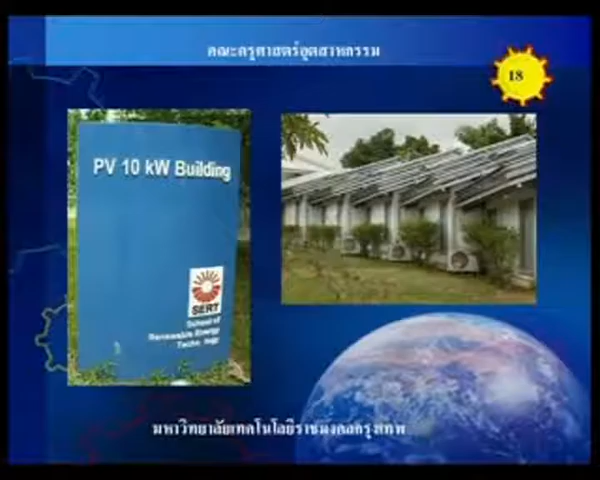 คณะครุศาสตร์อุตสาหกรรม
18
PV 10 kW Building
SERT
School of
Renewable Energy
มหาวิทยาลัยเทคโนโลยีราชมงคลกรุงเทพ